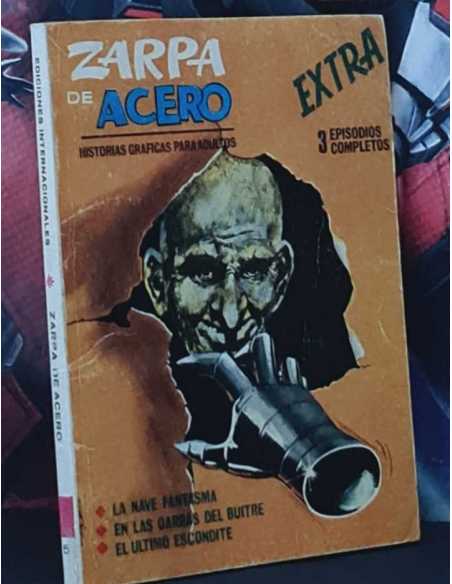 ZARPA
DE ACERO
EXTRA
HISTORIAS GRAFICAS PARA ADULTOS
3 EPISODIOS
COMPLETOS
LA NAVE FANTASMA
EN LAS GARRAS DEL BUITRE
EL ULTIMO ESCONDITE
EDICIONES INTERNACIONALES
ZARPA DE ACERO
5